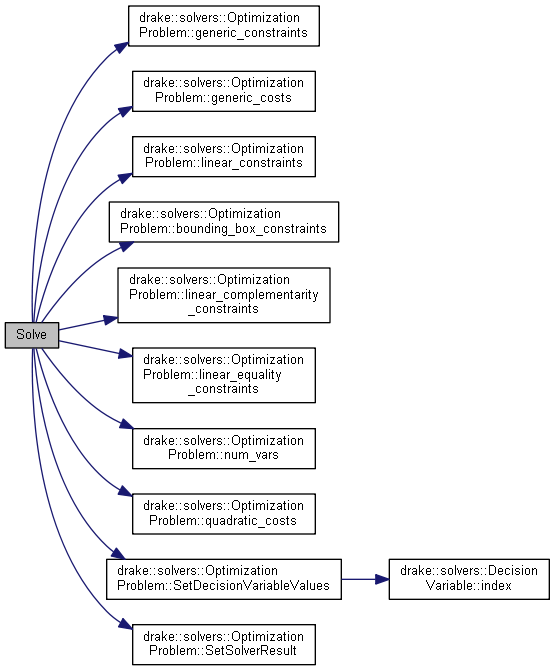 drake::solvers::Optimization
Problem::generic_constraints
drake::solvers::Optimization
Problem::generic_costs
drake::solvers::Optimization
Problem::linear_constraints
drake::solvers::Optimization
Problem::bounding_box_constraints
drake::solvers::Optimization
Problem::linear_complementarity
_constraints
Solve
drake::solvers::Optimization
Problem::linear_equality
_constraints
drake::solvers::Optimization
Problem::num_vars
drake::solvers::Optimization
Problem::quadratic_costs
drake::solvers::Optimization
Problem::SetDecisionVariableValues
drake::solvers::Decision
Variable::index
drake::solvers::Optimization
Problem::SetSolverResult